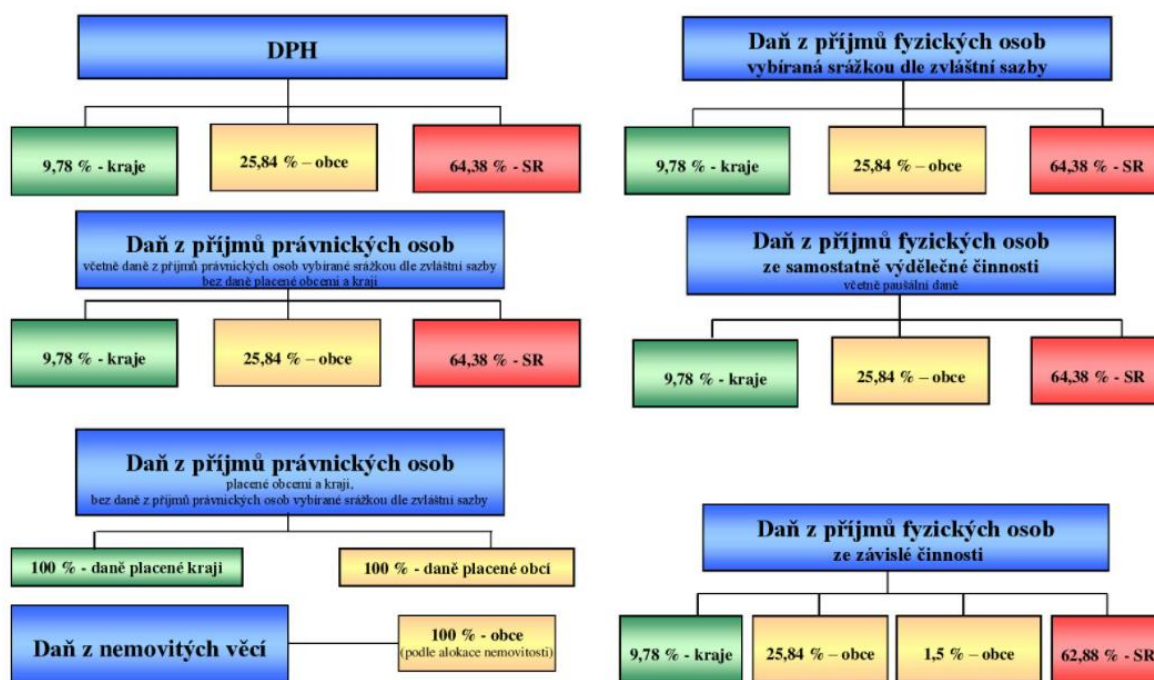 DPH
9,78 % - kraje
25,84 % – obce
64,38 % - SR
Daň z příjmů právnických osob
včetně daně z příjmů právnických osob vybírané srážkou dle zvláštní sazby
bez daně placené obcemi a kraji
9,78 % - kraje
25,84 % – obce
64,38 % - SR
Daň z příjmů právnických osob
placené obcemi a kraji,
bez daně z příjmů právnických osob vybírané srážkou dle zvláštní sazby
100 % - daně placené kraji
100 % - daně placené obcí
Daň z nemovitých věcí
100 % - obce
(podle alokace nemovitosti)
Daň z příjmů fyzických osob
vybíraná srážkou dle zvláštní sazby
9,78 % - kraje
25,84 % – obce
64,38 % - SR
Daň z příjmů fyzických osob
ze samostatně výdělečné činnosti
včetně paušální daně
9,78 % - kraje
25,84 % – obce
64,38 % - SR
Daň z příjmů fyzických osob
ze závislé činnosti
9,78 % - kraje
25,84 % – obce
1,5 % – obce
62,88 % - SR